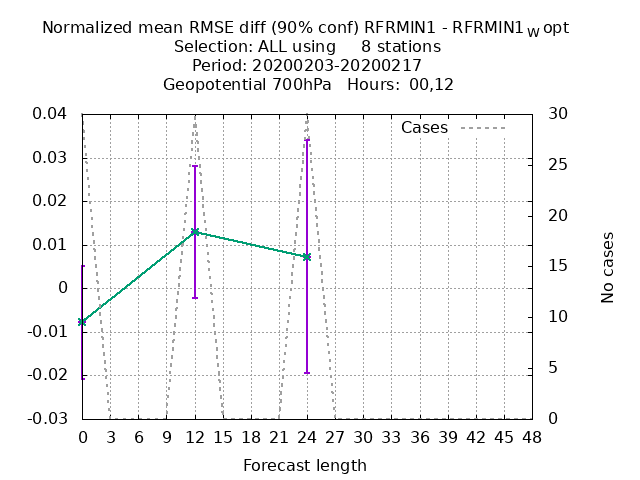 Normalized mean RMSE diff (90% conf) RFRMIN1 - RFRMIN1W opt
Selection: ALL using 8 stations
Period: 20200203-20200217
Geopotential 700hPa Hours: 00,12
0.04
0.03
0.02
0.01
0
-0.01
-0.02
-0.03
Cases
30
25
20
15
10
5
0
No cases
0 3 6 9 12 15 18 21 24 27 30 33 36 39 42 45 48
Forecast length